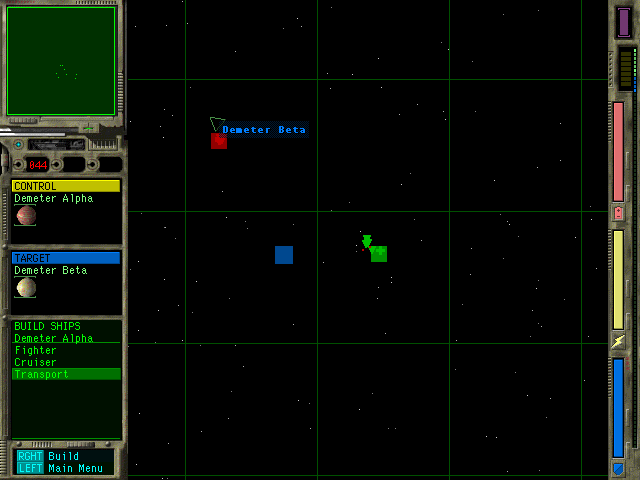 Demeter Beta
044
CONTROL
Demeter Alpha
TARGET
Demeter Beta
BUILD SHIPS
Demeter Alpha
Fighter
Cruiser
Transport
RGHT Build
LEFT Main Menu